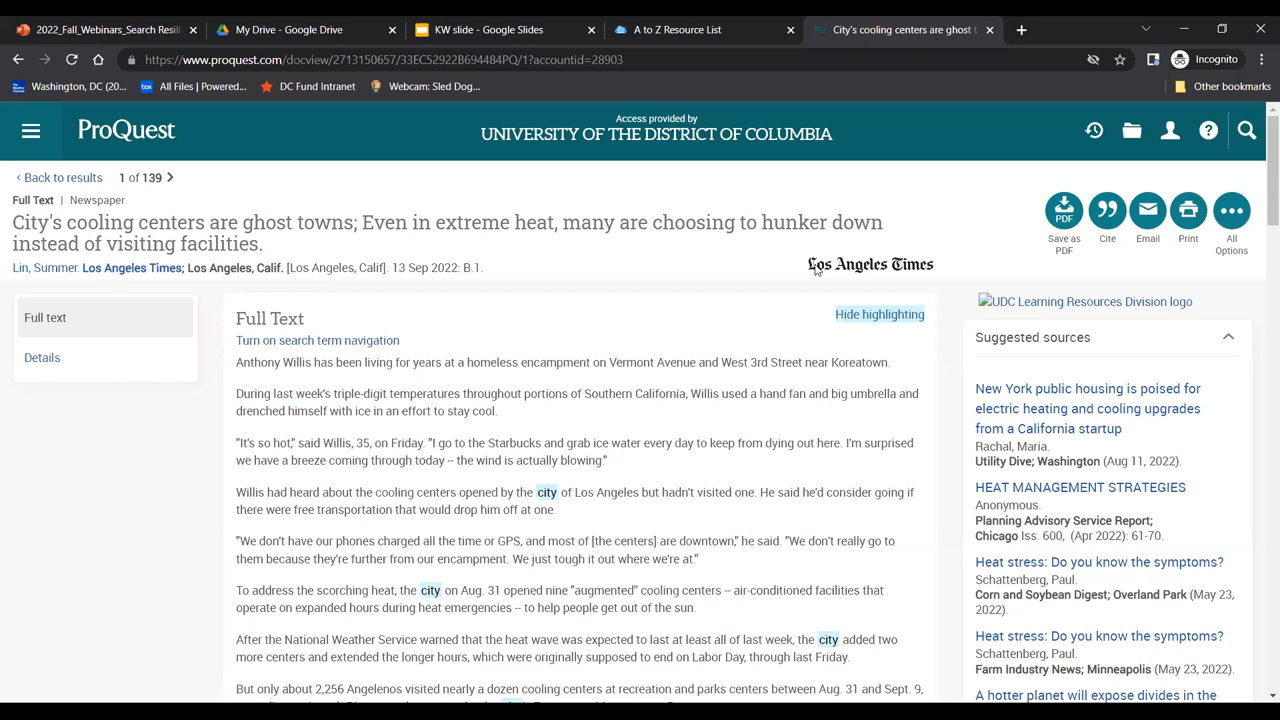 2022_Fall_Webinars_Search Resili
My Drive - Google Drive
KW slide - Google Slides
A to Z Resource List
City's cooling centers are ghost t
https://www.proquest.com/docview/2713150657/33EC52922B694484PQ/1?accountid=28903
Incognito
Washington, DC (20...
All Files | Powered...
DC Fund Intranet
Webcam: Sled Dog...
Other bookmarks
ProQuest
Access provided by
UNIVERSITY OF THE DISTRICT OF COLUMBIA
‹ Back to results 1 of 139
Full Text | Newspaper
City's cooling centers are ghost towns; Even in extreme heat, many are choosing to hunker down
instead of visiting facilities.
Lin, Summer. Los Angeles Times; Los Angeles, Calif. [Los Angeles, Calif]. 13 Sep 2022: B.1.
Los Angeles Times
PDF
Save as
PDF
Cite
Email
Print
All
Options
Full text
Details
Full Text
Hide highlighting
Turn on search term navigation
Anthony Willis has been living for years at a homeless encampment on Vermont Avenue and West 3rd Street near Koreatown.
During last week's triple-digit temperatures throughout portions of Southern California, Willis used a hand fan and big umbrella and
drenched himself with ice in an effort to stay cool.
"It's so hot," said Willis, 35, on Friday. "I go to the Starbucks and grab ice water every day to keep from dying out here. I'm surprised
we have a breeze coming through today -- the wind is actually blowing."
Willis had heard about the cooling centers opened by the city of Los Angeles but hadn't visited one. He said he'd consider going if
there were free transportation that would drop him off at one.
"We don't have our phones charged all the time or GPS, and most of [the centers] are downtown," he said. "We don't really go to
them because they're further from our encampment. We just tough it out where we're at."
To address the scorching heat, the city on Aug. 31 opened nine "augmented" cooling centers -- air-conditioned facilities that
operate on expanded hours during heat emergencies -- to help people get out of the sun.
After the National Weather Service warned that the heat wave was expected to last at least all of last week, the city added two
more centers and extended the longer hours, which were originally supposed to end on Labor Day, through last Friday.
But only about 2,256 Angelenos visited nearly a dozen cooling centers at recreation and parks centers between Aug. 31 and Sept. 9,
UDC Learning Resources Division logo
Suggested sources
New York public housing is poised for
electric heating and cooling upgrades
from a California startup
Rachal, Maria.
Utility Dive; Washington (Aug 11, 2022).
HEAT MANAGEMENT STRATEGIES
Anonymous.
Planning Advisory Service Report;
Chicago Iss. 600, (Apr 2022): 61-70.
Heat stress: Do you know the symptoms?
Schattenberg, Paul.
Corn and Soybean Digest; Overland Park (May 23,
2022).
Heat stress: Do you know the symptoms?
Schattenberg, Paul.
Farm Industry News; Minneapolis (May 23, 2022).
A hotter planet will expose divides in the